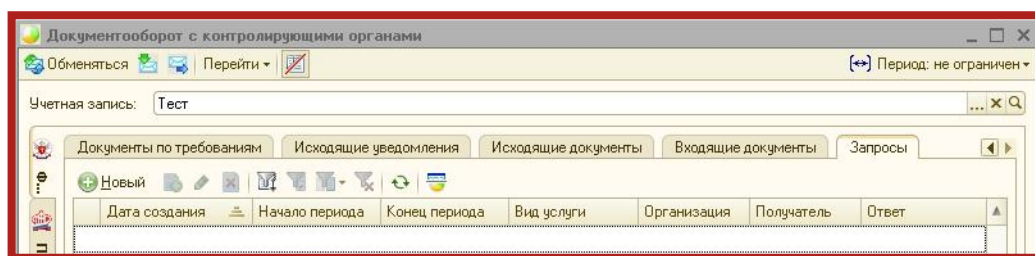 Документооборот с контролирующими органами
Обменяться Перейти Период: не ограничен
Учетная запись: Тест ...
Документы по требованиям Исходящие уведомления Исходящие документы Входящие документы Запросы
Новый
Дата создания Начало периода Конец периода Вид услуги Организация Получатель Ответ